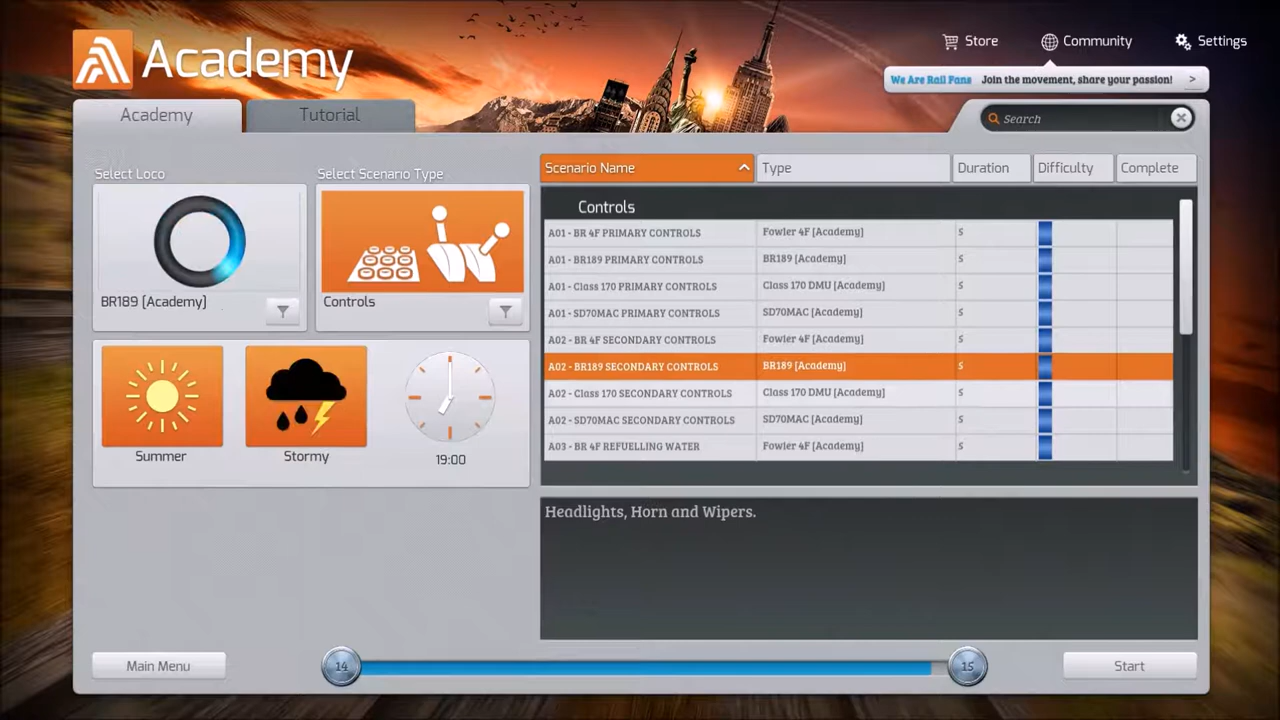 Academy
Store
Community
Settings
We Are Rail Fans Join the movement, share your passion! >
Academy
Tutorial
Search
Select Loco
Select Scenario Type
BR189 [Academy]
Controls
Summer
Stormy
19:00
Scenario Name Type Duration Difficulty Complete
Controls
A01 - BR 4F PRIMARY CONTROLS Fowler 4F [Academy] 5
A01 - BR189 PRIMARY CONTROLS BR189 [Academy] 5
A01 - Class 170 PRIMARY CONTROLS Class 170 DMU [Academy] 5
A01 - SD70MAC PRIMARY CONTROLS SD70MAC [Academy] 5
A02 - BR 4F SECONDARY CONTROLS Fowler 4F [Academy] 5
A02 - BR189 SECONDARY CONTROLS BR189 [Academy] 5
A02 - Class 170 SECONDARY CONTROLS Class 170 DMU [Academy] 5
A02 - SD70MAC SECONDARY CONTROLS SD70MAC [Academy] 5
A03 - BR 4F REFUELLING WATER Fowler 4F [Academy] 5
Headlights, Horn and Wipers.
Main Menu
14
15
Start